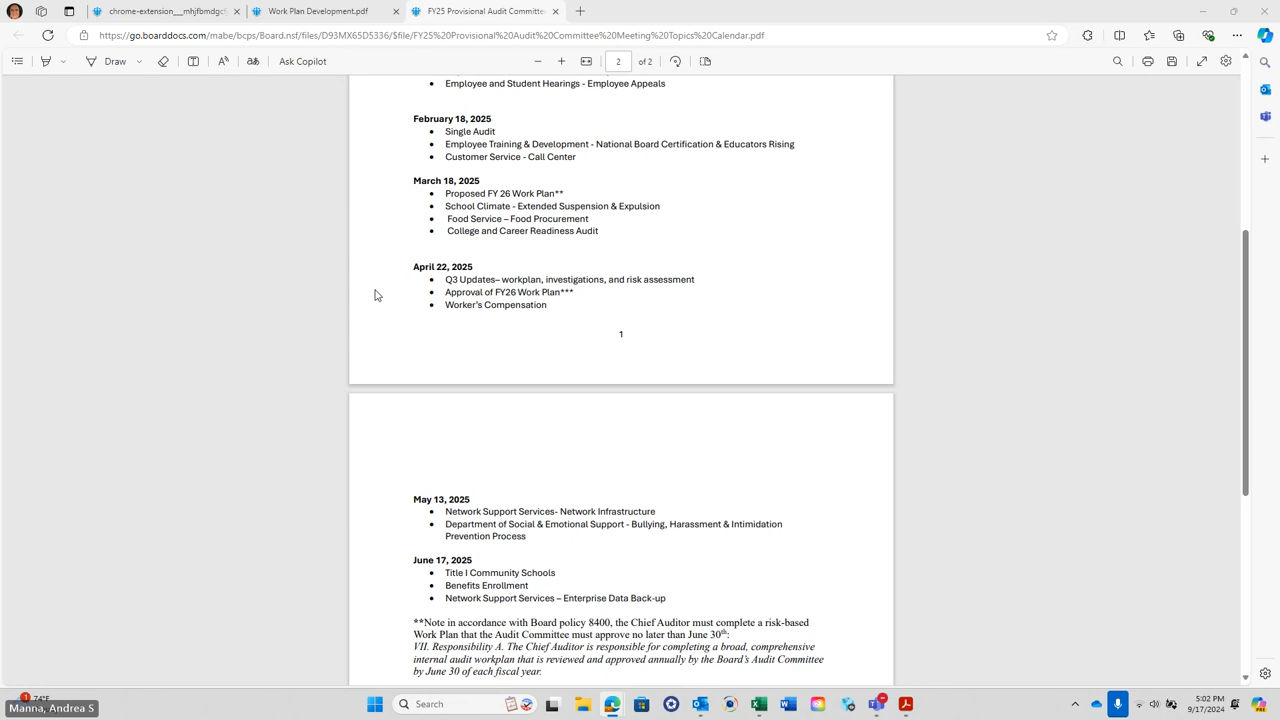 chrome-extension___mhjfbmdgcf
Work Plan Development.pdf
FY25 Provisional Audit Committee
https://go.boarddocs.com/mabe/bcps/Board.nsf/files/D93MX65D5336/$file/FY25%20Provisional%20Audit%20Committee%20Meeting%20Topics%20Calendar.pdf
Draw
Ask Copilot
2 of 2
• Employee and Student Hearings - Employee Appeals
February 18, 2025
• Single Audit
• Employee Training & Development - National Board Certification & Educators Rising
• Customer Service - Call Center
March 18, 2025
• Proposed FY 26 Work Plan**
• School Climate - Extended Suspension & Expulsion
• Food Service – Food Procurement
• College and Career Readiness Audit
April 22, 2025
• Q3 Updates– workplan, investigations, and risk assessment
• Approval of FY26 Work Plan***
• Worker's Compensation
1
May 13, 2025
• Network Support Services- Network Infrastructure
• Department of Social & Emotional Support - Bullying, Harassment & Intimidation
Prevention Process
June 17, 2025
• Title I Community Schools
• Benefits Enrollment
• Network Support Services – Enterprise Data Back-up
**Note in accordance with Board policy 8400, the Chief Auditor must complete a risk-based
Work Plan that the Audit Committee must approve no later than June 30th:
VII. Responsibility A. The Chief Auditor is responsible for completing a broad, comprehensive
internal audit workplan that is reviewed and approved annually by the Board's Audit Committee
by June 30 of each fiscal year.
1
74°F
Manna, Andrea S
Search
5:02 PM
9/17/2024